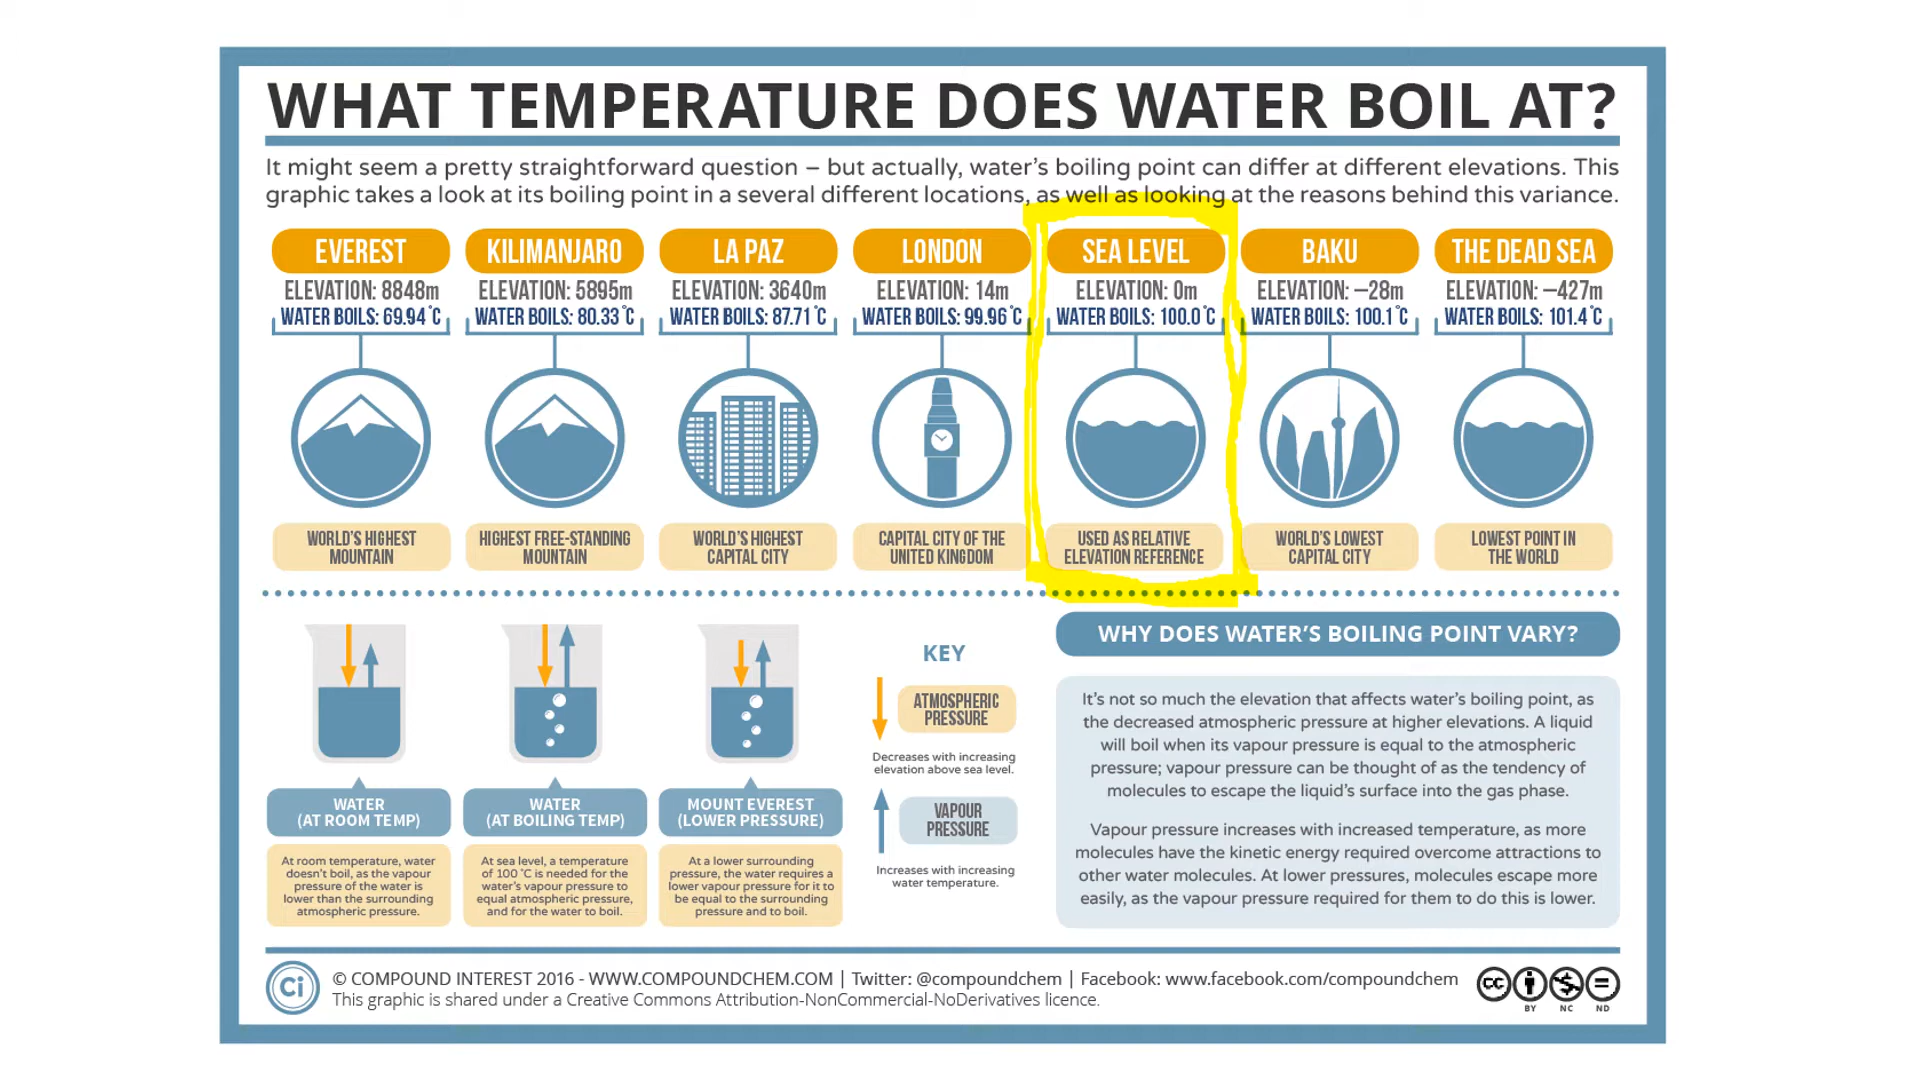 WHAT TEMPERATURE DOES WATER BOIL AT?
It might seem a pretty straightforward question – but actually, water's boiling point can differ at different elevations. This
graphic takes a look at its boiling point in a several different locations, as well as looking at the reasons behind this variance.
EVEREST
ELEVATION: 8848m
WATER BOILS: 69.94°C
WORLD'S HIGHEST
MOUNTAIN
KILIMANJARO
ELEVATION: 5895m
WATER BOILS: 80.33°C
HIGHEST FREE-STANDING
MOUNTAIN
LA PAZ
ELEVATION: 3640m
WATER BOILS: 87.71°C
WORLD'S HIGHEST
CAPITAL CITY
LONDON
ELEVATION: 14m
WATER BOILS: 99.96°C
CAPITAL CITY OF THE
UNITED KINGDOM
SEA LEVEL
ELEVATION: 0m
WATER BOILS: 100.0°C
USED AS RELATIVE
ELEVATION REFERENCE
BAKU
ELEVATION: –28m
WATER BOILS: 100.1°C
WORLD'S LOWEST
CAPITAL CITY
THE DEAD SEA
ELEVATION: –427m
WATER BOILS: 101.4°C
LOWEST POINT IN
THE WORLD
WATER
(AT ROOM TEMP)
At room temperature, water
doesn't boil, as the vapour
pressure of the water is
lower than the surrounding
atmospheric pressure.
WATER
(AT BOILING TEMP)
At sea level, a temperature
of 100 °C is needed for the
water's vapour pressure to
equal atmospheric pressure,
and for the water to boil.
MOUNT EVEREST
(LOWER PRESSURE)
At a lower surrounding
pressure, the water requires a
lower vapour pressure for it to
be equal to the surrounding
pressure and to boil.
KEY
ATMOSPHERIC
PRESSURE
Decreases with increasing
elevation above sea level.
VAPOUR
PRESSURE
Increases with increasing
water temperature.
WHY DOES WATER'S BOILING POINT VARY?
It's not so much the elevation that affects water's boiling point, as
the decreased atmospheric pressure at higher elevations. A liquid
will boil when its vapour pressure is equal to the atmospheric
pressure; vapour pressure can be thought of as the tendency of
molecules to escape the liquid's surface into the gas phase.
Vapour pressure increases with increased temperature, as more
molecules have the kinetic energy required overcome attractions to
other water molecules. At lower pressures, molecules escape more
easily, as the vapour pressure required for them to do this is lower.
Ci
© COMPOUND INTEREST 2016 - WWW.COMPOUNDCHEM.COM | Twitter: @compoundchem | Facebook: www.facebook.com/compoundchem
This graphic is shared under a Creative Commons Attribution-NonCommercial-NoDerivatives licence.
CC
BY NC ND